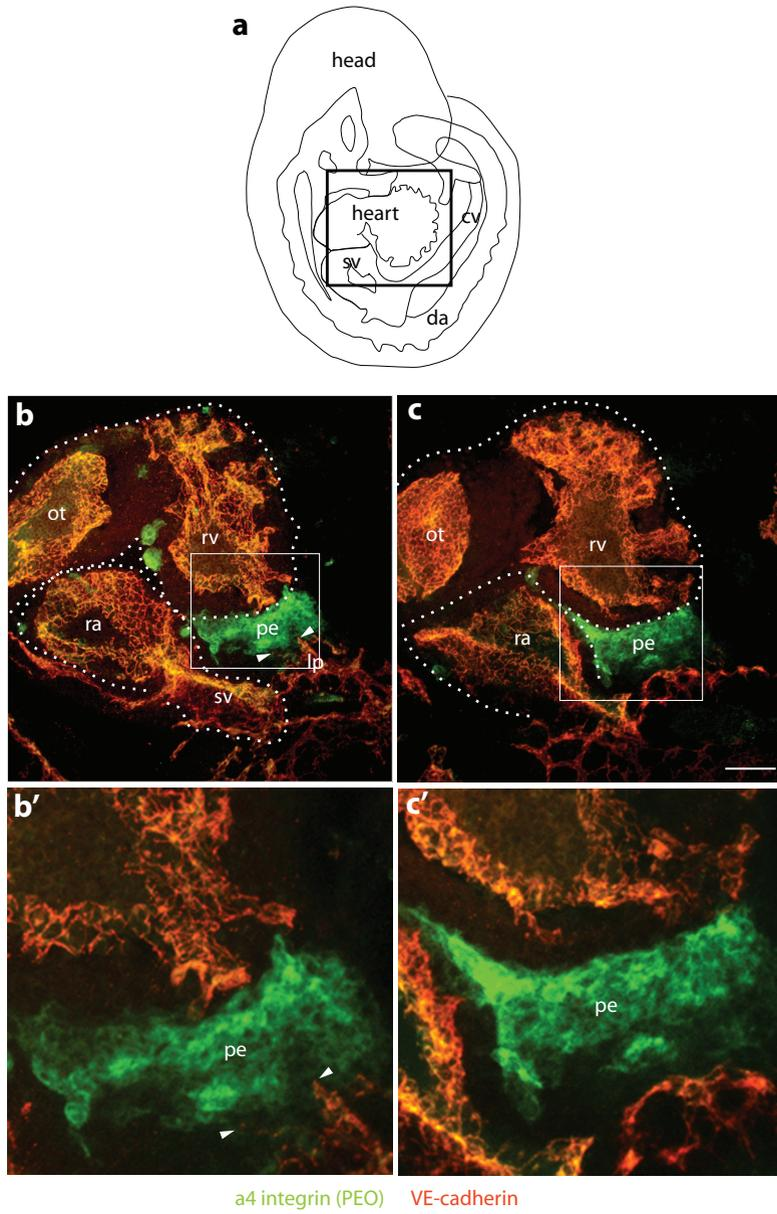 a
head
heart
cv
sv
da
b
ot
rv
ra
pe
lp
sv
c
ot
rv
ra
pe
b′
pe
c′
pe
a4 integrin (PEO) VE-cadherin